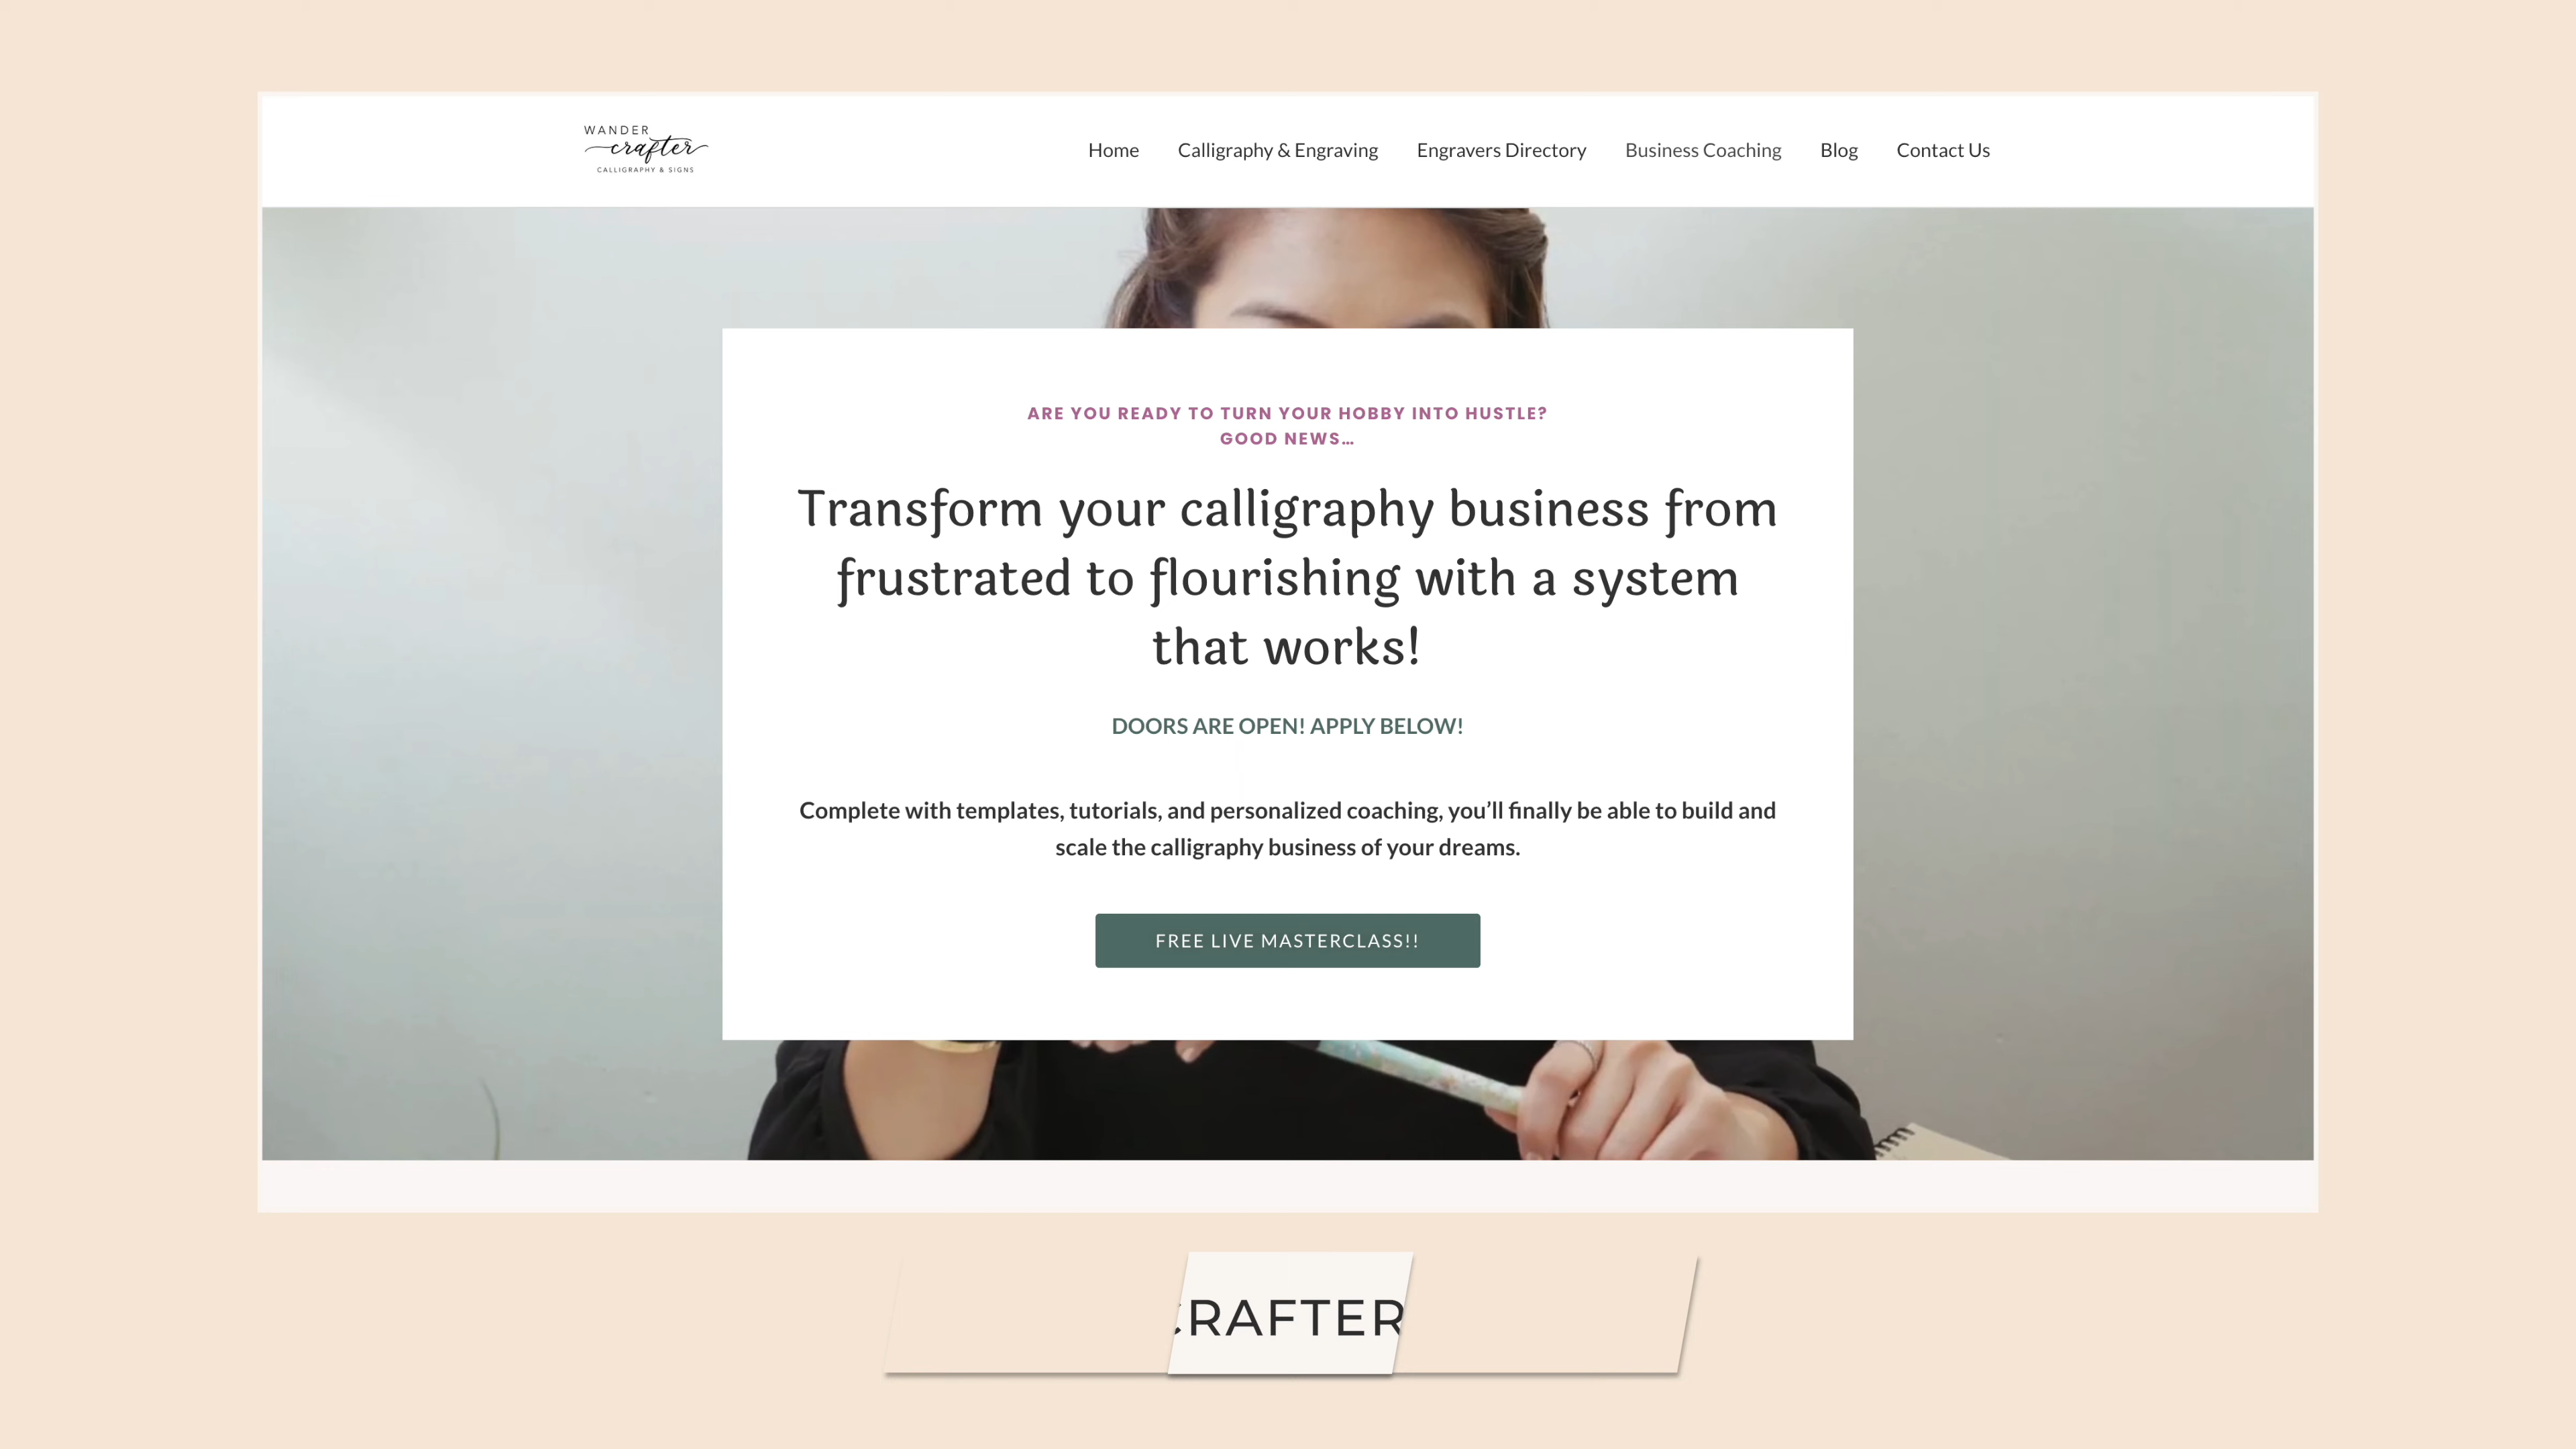 WANDER
crafter
CALLIGRAPHY & SIGNS
Home Calligraphy & Engraving Engravers Directory Business Coaching Blog Contact Us
ARE YOU READY TO TURN YOUR HOBBY INTO HUSTLE?
GOOD NEWS…
Transform your calligraphy business from
frustrated to flourishing with a system
that works!
DOORS ARE OPEN! APPLY BELOW!
Complete with templates, tutorials, and personalized coaching, you’ll finally be able to build and
scale the calligraphy business of your dreams.
FREE LIVE MASTERCLASS!!
CRAFTER